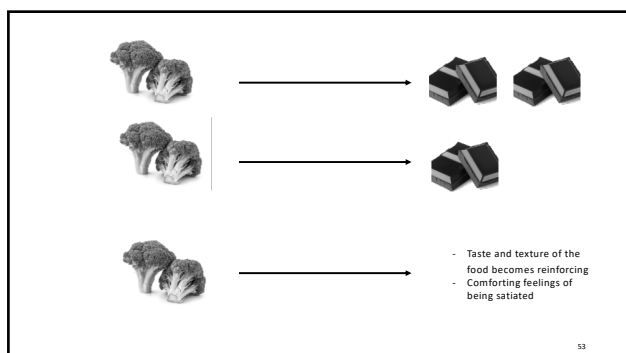 - Taste and texture of the
food becomes reinforcing
- Comforting feelings of
being satiated
53